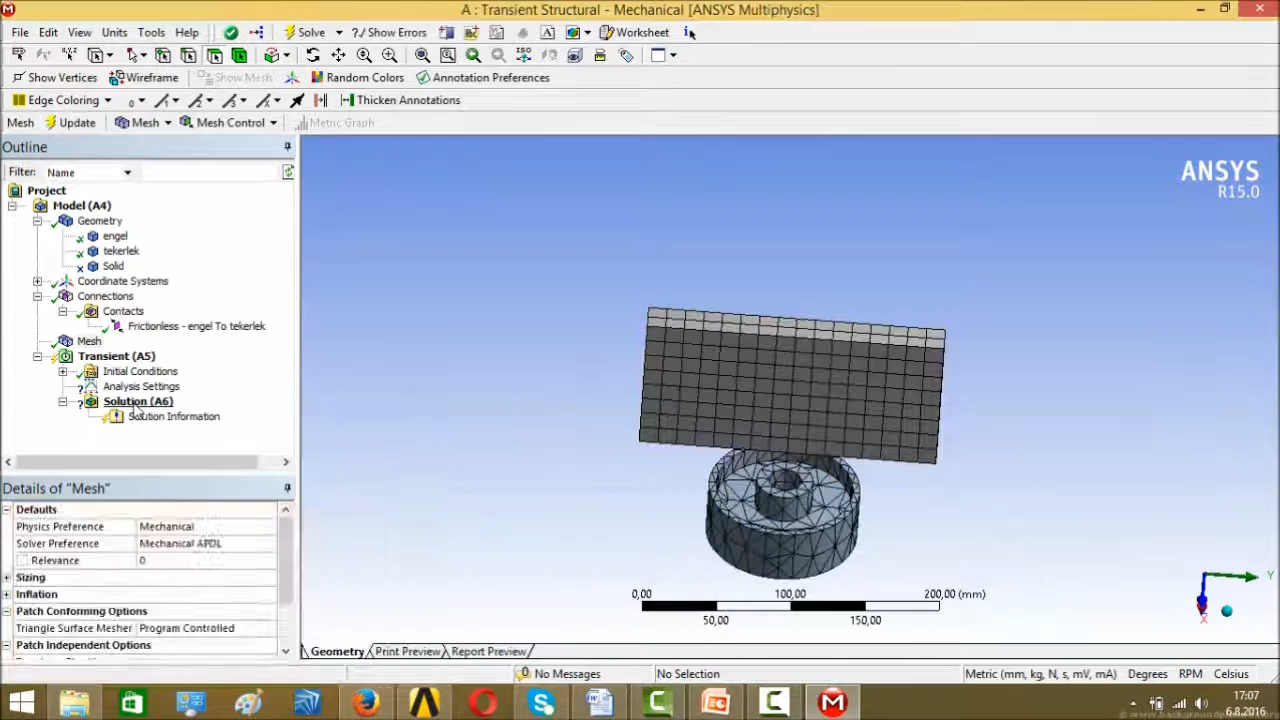 A : Transient Structural - Mechanical [ANSYS Multiphysics]
File Edit View Units Tools Help Solve ?/ Show Errors Worksheet
Show Vertices Wireframe Show Mesh Random Colors Annotation Preferences
Edge Coloring Thicken Annotations
Mesh Update Mesh Mesh Control Metric Graph
Outline
Filter: Name
Project
Model (A4)
Geometry
engel
tekerlek
Solid
Coordinate Systems
Connections
Contacts
Frictionless - engel To tekerlek
Mesh
Transient (A5)
Initial Conditions
Analysis Settings
Solution (A6)
Solution Information
Details of "Mesh"
Defaults
Physics Preference Mechanical
Solver Preference Mechanical APDL
Relevance 0
Sizing
Inflation
Patch Conforming Options
Triangle Surface Mesher Program Controlled
Patch Independent Options
ANSYS
R15.0
0,00 100,00 200,00 (mm)
50,00 150,00
Y
X
Geometry Print Preview Report Preview
No Messages No Selection Metric (mm, kg, N, s, mV, mA) Degrees RPM Celsius
17:07
6.8.2016